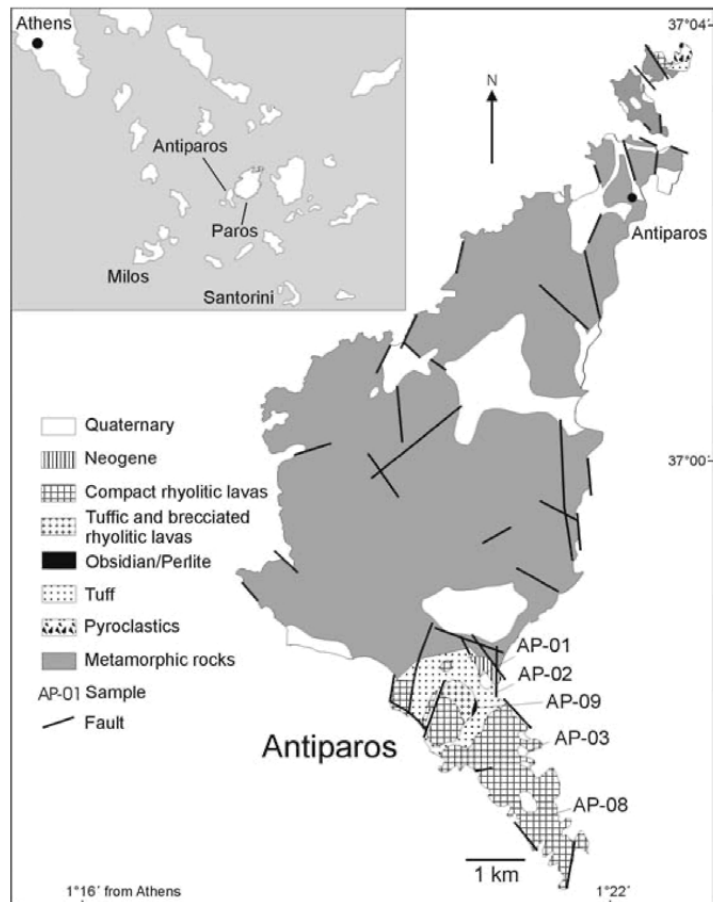 Athens
Antiparos
Paros
Milos
Santorini
N
37°04´
Antiparos
37°00´
Quaternary
Neogene
Compact rhyolitic lavas
Tuffic and brecciated
rhyolitic lavas
Obsidian/Perlite
Tuff
Pyroclastics
Metamorphic rocks
AP-01 Sample
Fault
AP-01
AP-02
AP-09
AP-03
AP-08
Antiparos
1 km
1°16´ from Athens
1°22´